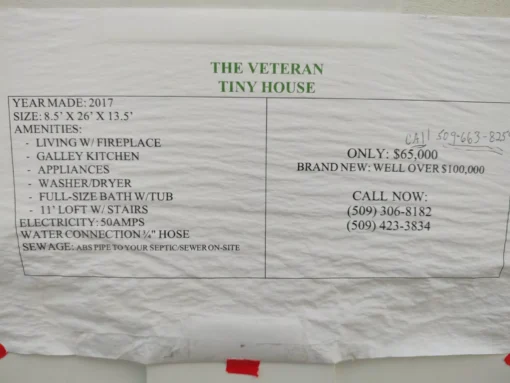 THE VETERAN
TINY HOUSE
YEAR MADE: 2017
SIZE: 8.5' X 26' X 13.5'
AMENITIES:
- LIVING W/ FIREPLACE
- GALLEY KITCHEN
- APPLIANCES
- WASHER/DRYER
- FULL-SIZE BATH W/TUB
- 11' LOFT W/ STAIRS
ELECTRICITY: 50AMPS
WATER CONNECTION ¾" HOSE
SEWAGE: ABS PIPE TO YOUR SEPTIC/SEWER ON-SITE
CAll
ONLY: $65,000
BRAND NEW: WELL OVER $100,000
CALL NOW:
(509) 306-8182
(509) 423-3834